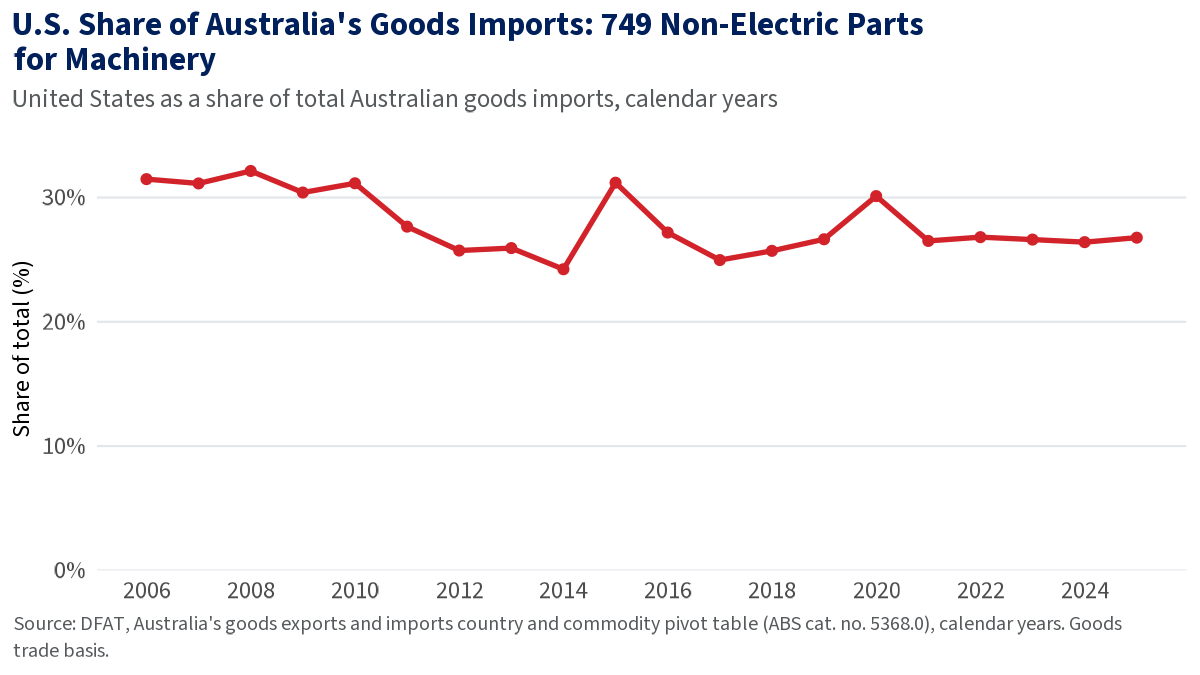 U.S. Share of Australia's Goods Imports: 749 Non-Electric Parts
for Machinery
United States as a share of total Australian goods imports, calendar years
Share of total (%)
30%
20%
10%
0%
2006 2008 2010 2012 2014 2016 2018 2020 2022 2024
Source: DFAT, Australia's goods exports and imports country and commodity pivot table (ABS cat. no. 5368.0), calendar years. Goods
trade basis.